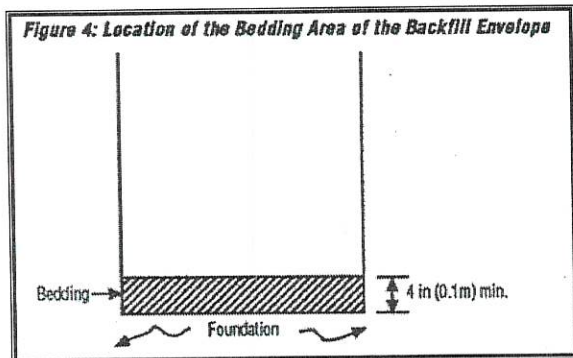 Figure 4: Location of the Bedding Area of the Backfill Envelope
Bedding
4 in (0.1m) min.
Foundation